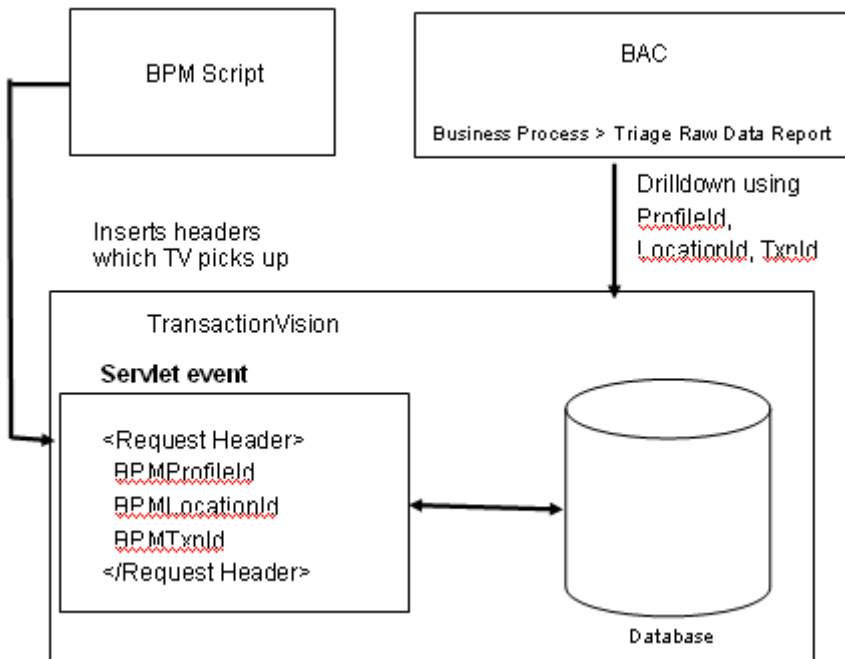 BPM Script
BAC
Business Process > Triage Raw Data Report
Drilldown using
ProfileId,
LocationId, TxnId
Inserts headers
which TV picks up
TransactionVision
Servlet event
<Request Header>
BPMProfileId
BPMLocationId
BPMTxnId
</Request Header>
Database